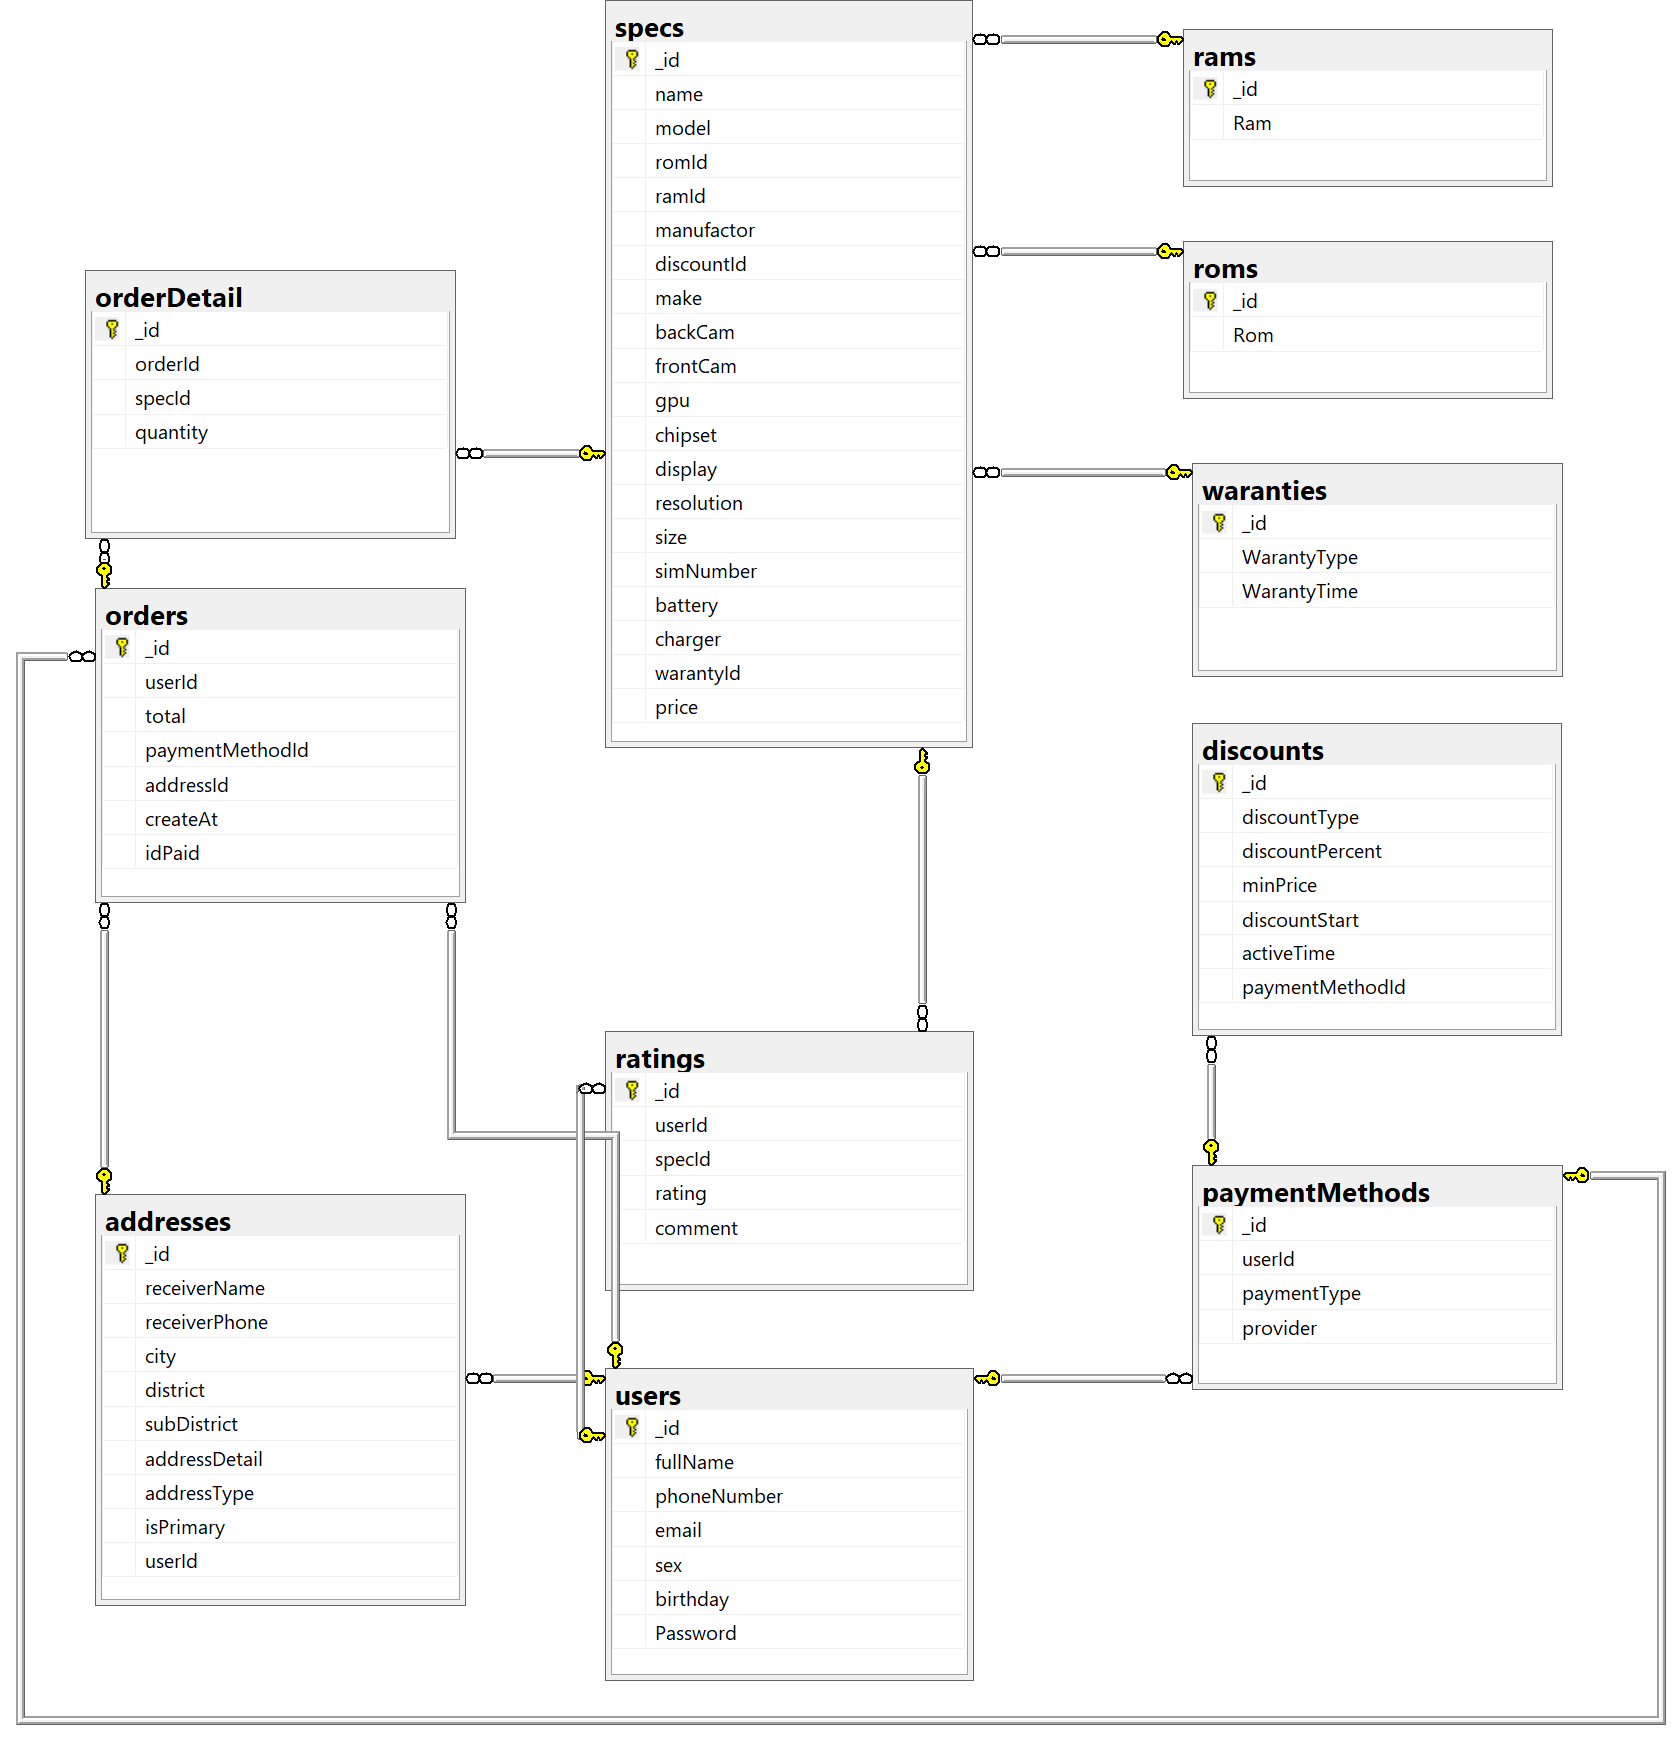 specs
_id
name
model
romId
ramId
manufactor
discountId
make
backCam
frontCam
gpu
chipset
display
resolution
size
simNumber
battery
charger
warantyId
price
rams
_id
Ram
roms
_id
Rom
orderDetail
_id
orderId
specId
quantity
waranties
_id
WarantyType
WarantyTime
orders
_id
userId
total
paymentMethodId
addressId
createAt
idPaid
discounts
_id
discountType
discountPercent
minPrice
discountStart
activeTime
paymentMethodId
ratings
_id
userId
specId
rating
comment
paymentMethods
_id
userId
paymentType
provider
addresses
_id
receiverName
receiverPhone
city
district
subDistrict
addressDetail
addressType
isPrimary
userId
users
_id
fullName
phoneNumber
email
sex
birthday
Password